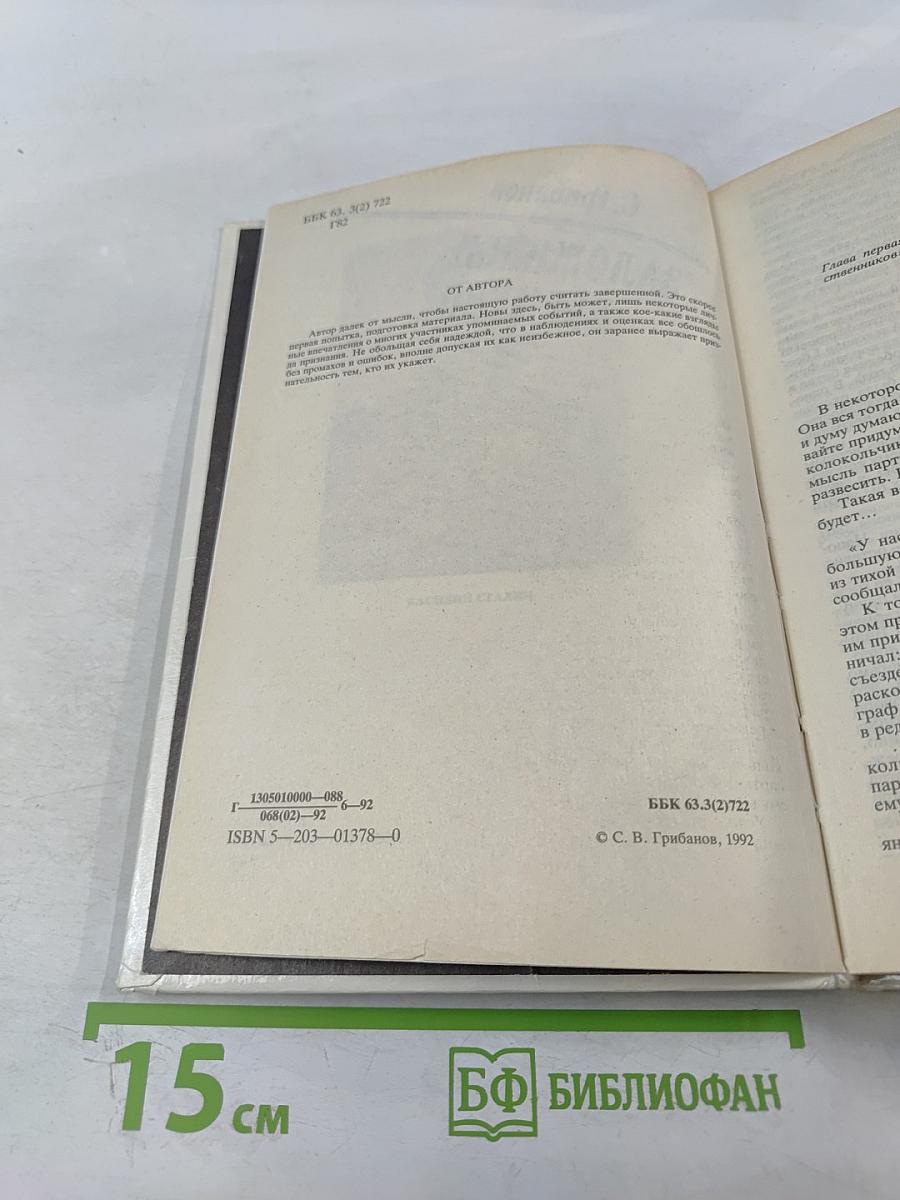 ББК 63. 3(2) 722
Г82
ОТ АВТОРА
Автор далек от мысли, чтобы настоящую работу считать завершенной. Это скорее
первая попытка, подготовка материала. Новы здесь, быть может, лишь некоторые лич-
ные впечатления о многих участниках упоминаемых событий, а также кое-какие взгляды
да признания. Не обольщая себя надеждой, что в наблюдениях и оценках все обошлось
без промахов и ошибок, вполне допуская их как неизбежное, он заранее выражает приз-
нательность тем, кто их укажет.
ВАСИЛИЙ СТАЛИН
Г 1305010000—088 6—92
068(02)—92
ББК 63.3(2)722
ISBN 5—203—01378—0
© С. В. Грибанов, 1992
Глава первая
ственников
В некоторо
Она вся тогда
и думу думаю
вайте придум
колокольчик
мысль парт
развесить.
Такая в
будет...
«У нас
большую
из тихой
сообщал
К то
этом пр
им при
ничал:
съезде
раско
граф
в ред
кол
пар
ему
ян
15 см
БФ БИБЛИОФАН